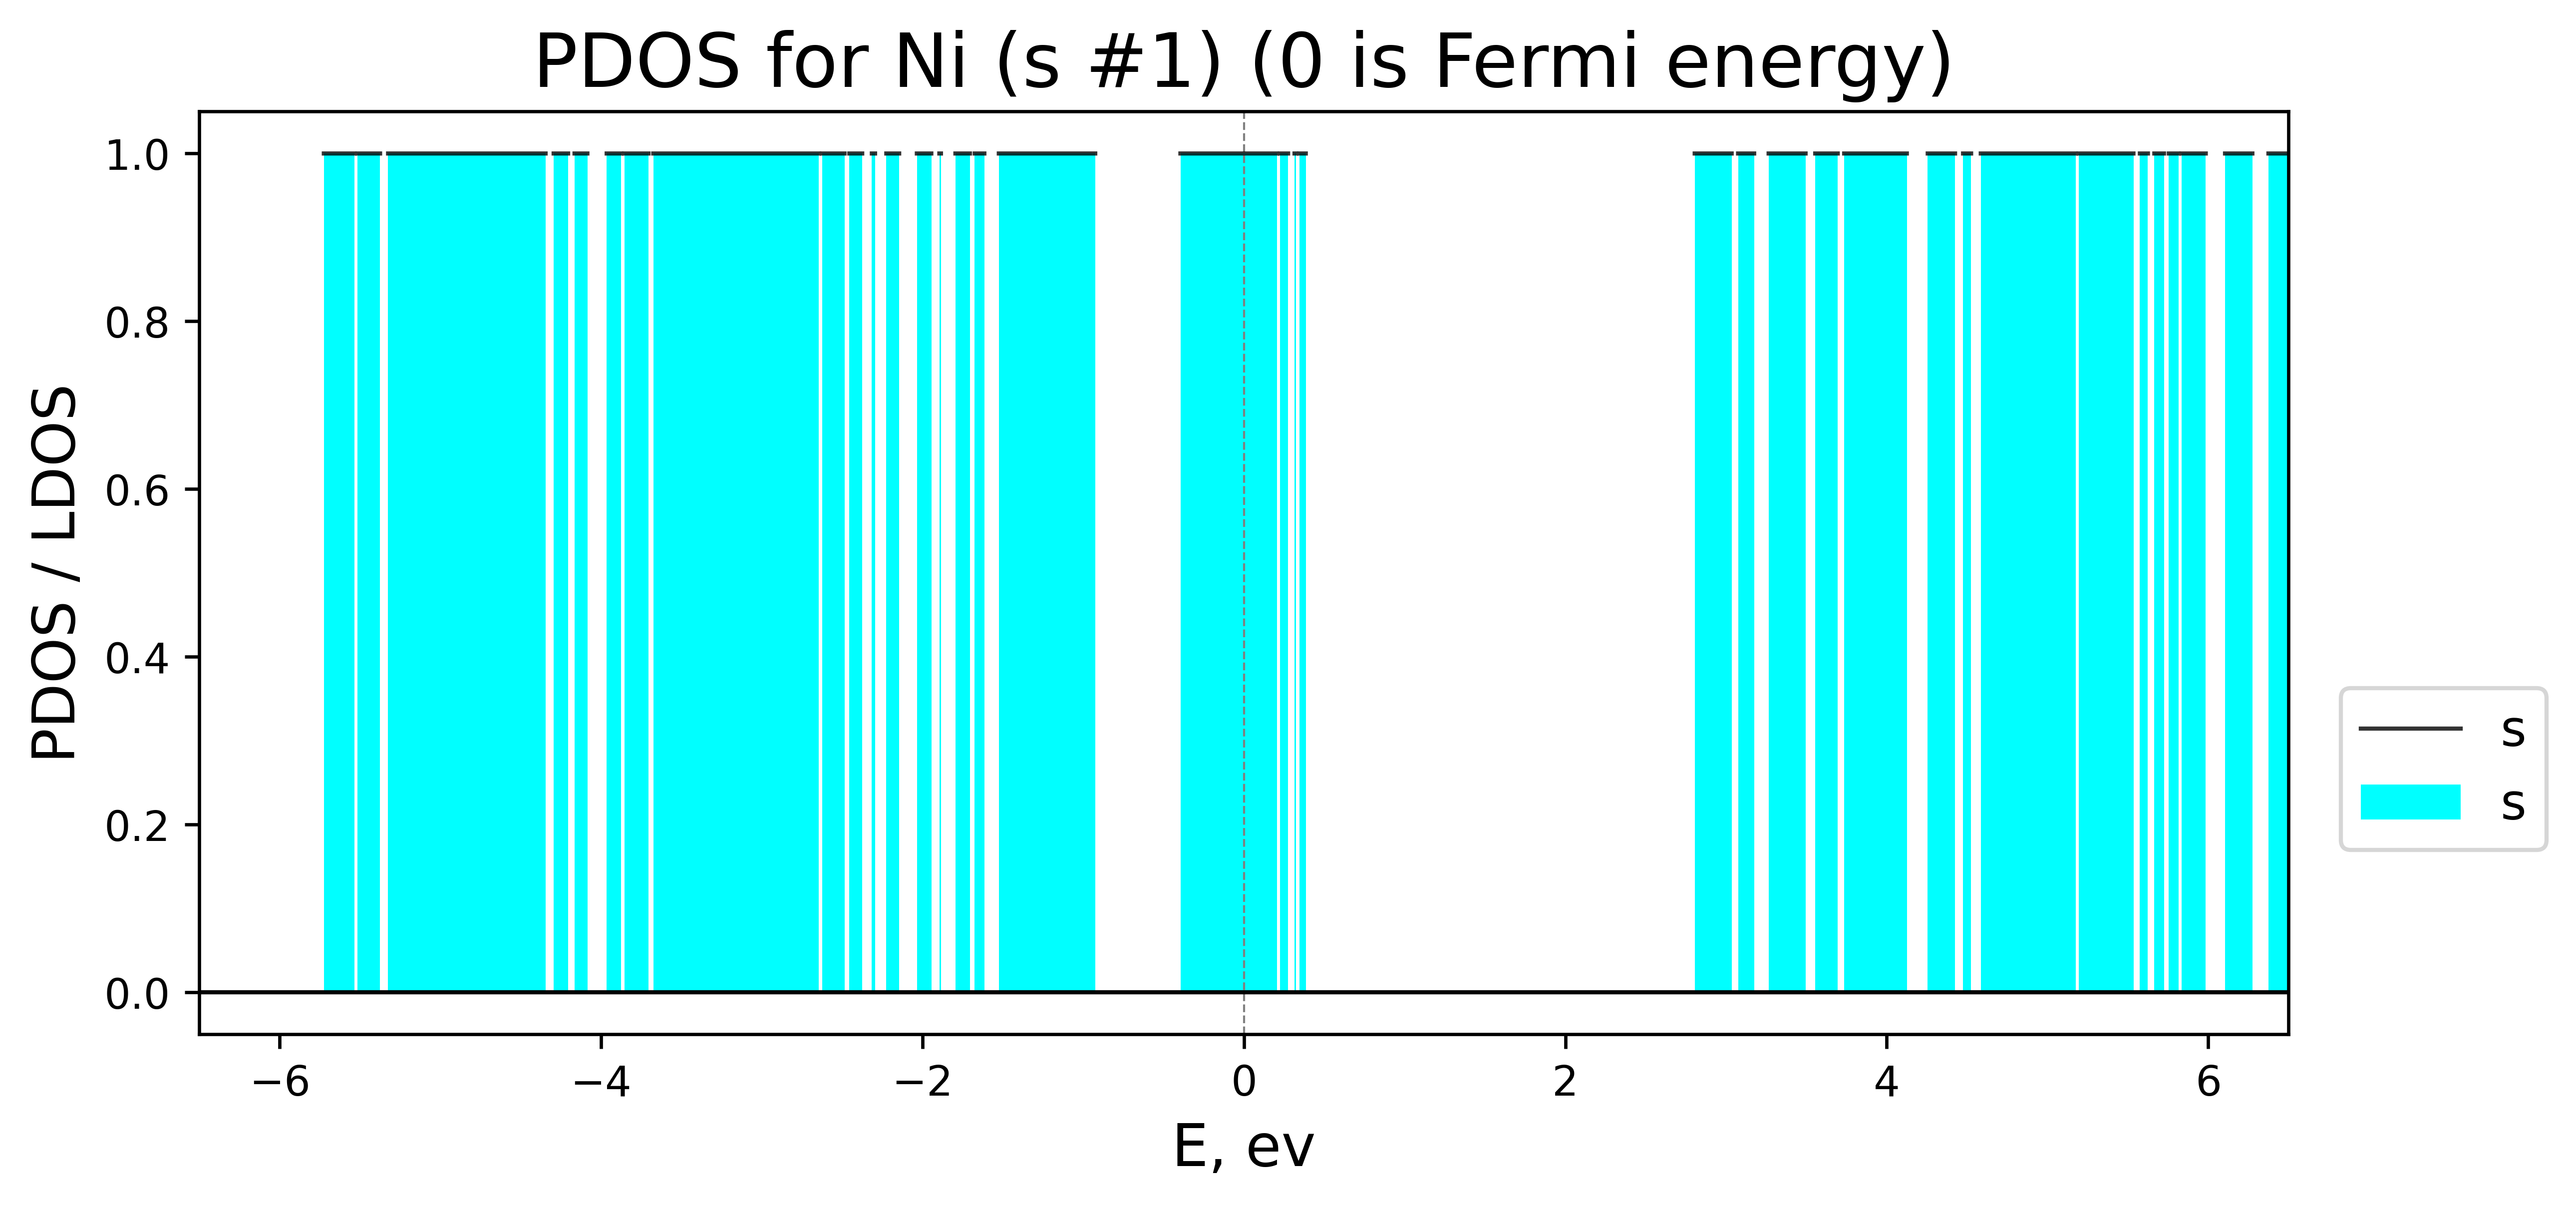 PDOS for Ni (s #1) (0 is Fermi energy)
PDOS / LDOS
1.0
0.8
0.6
0.4
0.2
0.0
−6
−4
−2
0
2
4
6
E, ev
s
s